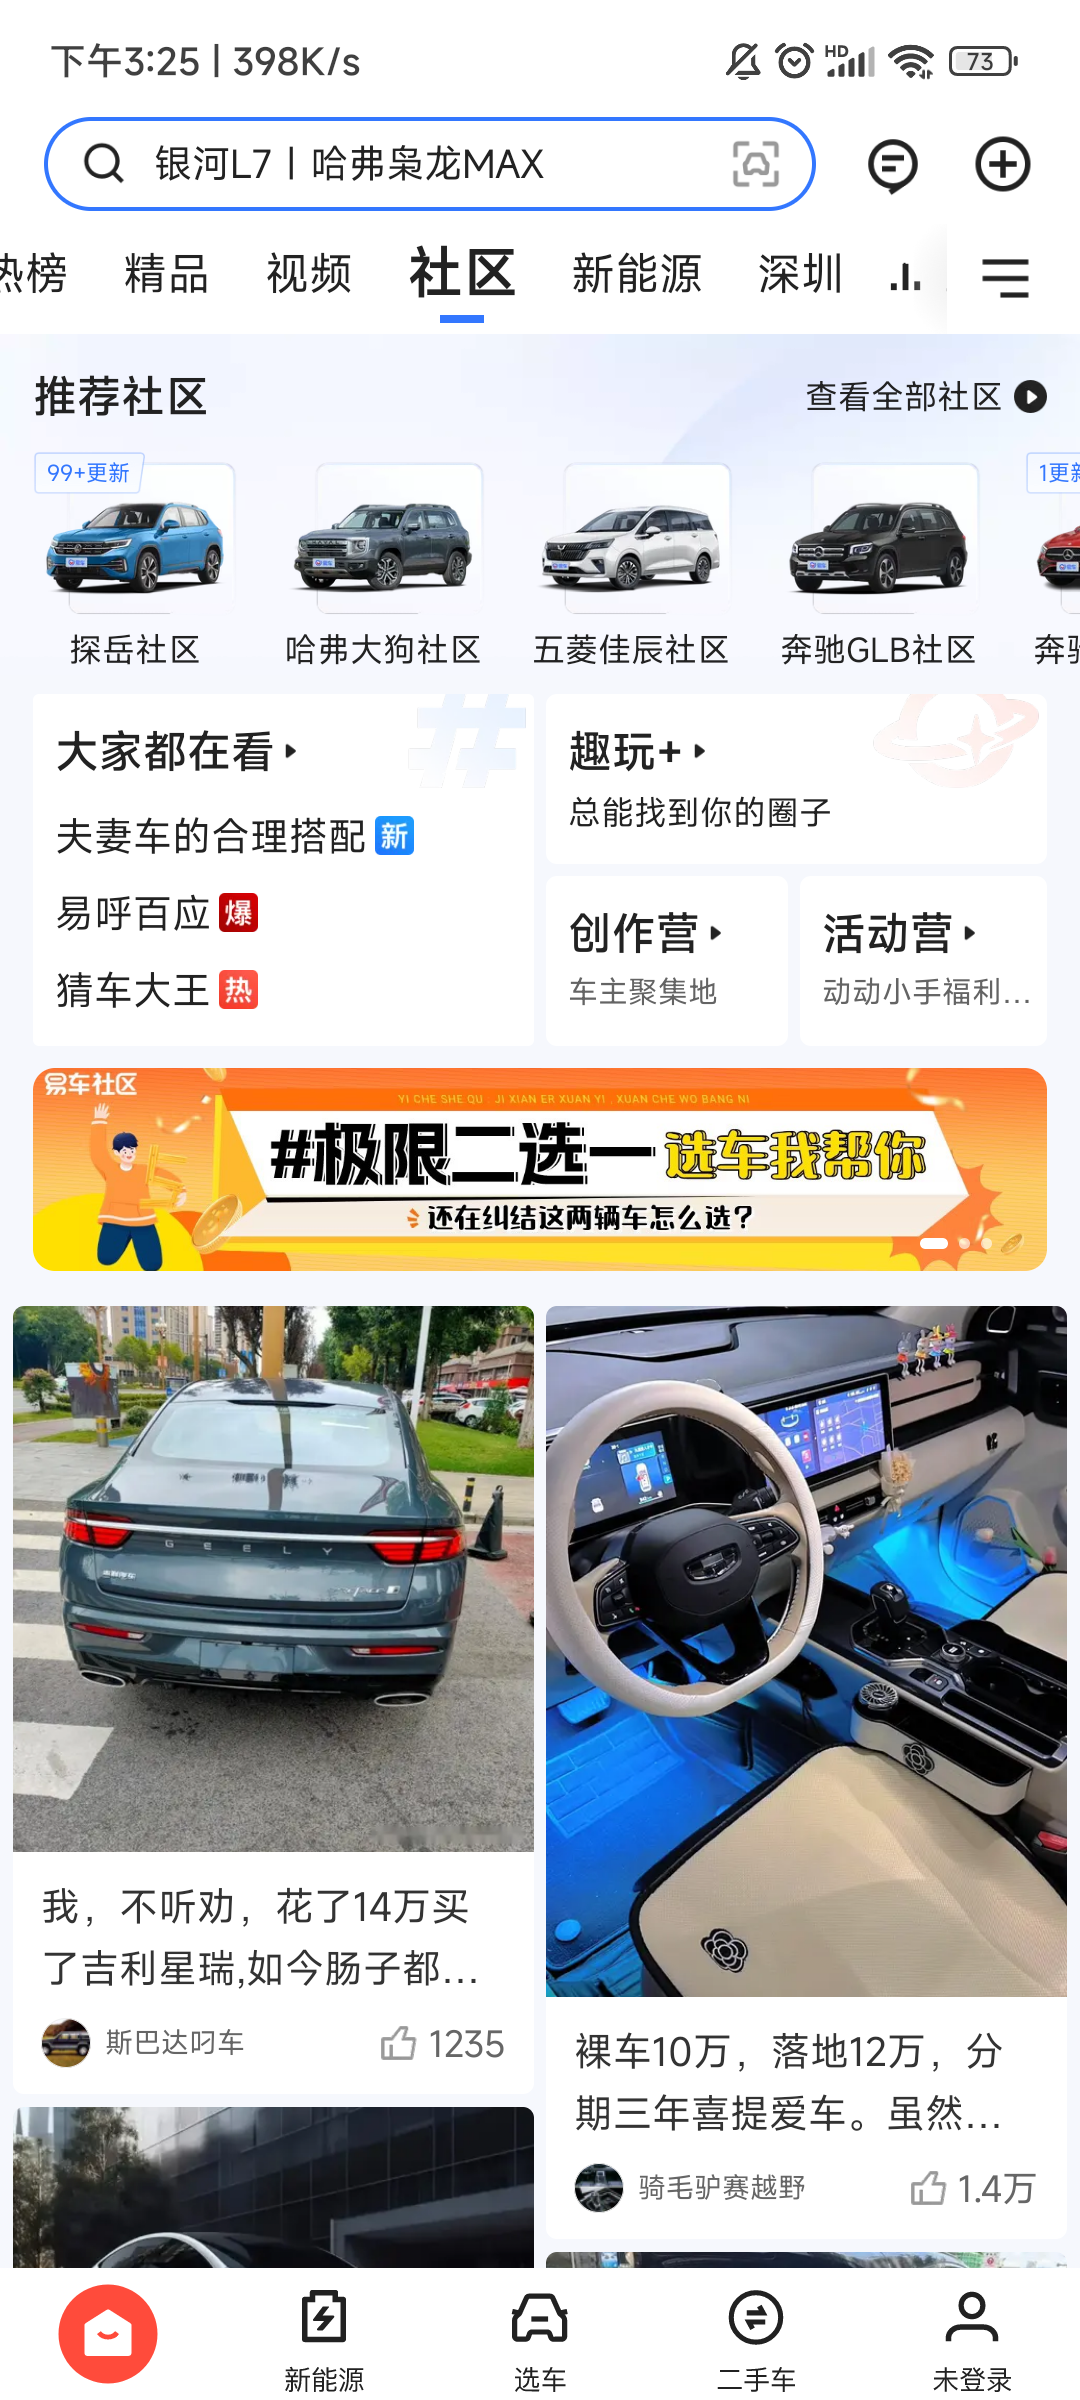 下午3:25 | 398K/s
HD
73
银河L7丨哈弗枭龙MAX
热榜 精品 视频 社区 新能源 深圳
推荐社区
查看全部社区
99+更新
1更新
探岳社区 哈弗大狗社区 五菱佳辰社区 奔驰GLB社区 奔驰
大家都在看
夫妻车的合理搭配 新
易呼百应 爆
猜车大王 热
趣玩+
总能找到你的圈子
创作营
车主聚集地
活动营
动动小手福利...
易车社区
YI CHE SHE QU . JI XIAN ER XUAN YI . XUAN CHE WO BANG NI
#极限二选一 选车我帮你
还在纠结这两辆车怎么选?
GEELY
我，不听劝，花了14万买
了吉利星瑞,如今肠子都...
斯巴达叼车
1235
裸车10万，落地12万，分
期三年喜提爱车。虽然...
骑毛驴赛越野
1.4万
新能源
选车
二手车
未登录